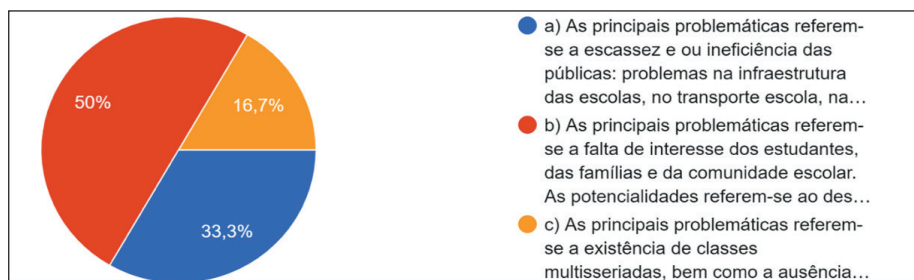 50%
16,7%
33,3%
a) As principais problemáticas referem-
se a escassez e ou ineficiência das
públicas: problemas na infraestrutura
das escolas, no transporte escola, na…
b) As principais problemáticas referem-
se a falta de interesse dos estudantes,
das famílias e da comunidade escolar.
As potencialidades referem-se ao des…
c) As principais problemáticas referem-
se a existência de classes
multisseriadas, bem como a ausência…